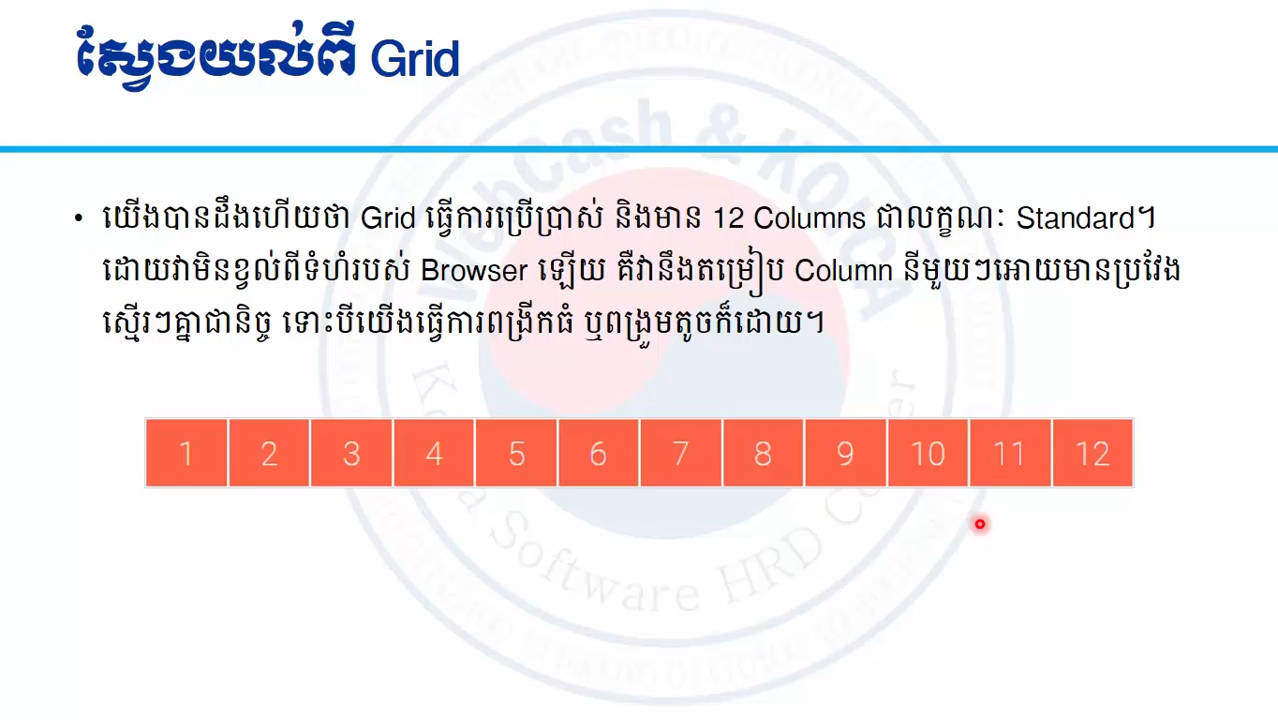 ស្វែងយល់ពី Grid
• យើងបានដឹងហើយថា Grid ធ្វើការប្រើប្រាស់ និងមាន 12 Columns ជាលក្ខណៈ Standard។
ដោយវាមិនខ្វល់ពីទំហំរបស់ Browser ឡើយ គឺវានឹងតម្រៀប Column នីមួយៗអោយមានប្រវែង
ស្មើរៗគ្នាជានិច្ច ទោះបីយើងធ្វើការពង្រីកធំ ឬពង្រួមតូចក៏ដោយ។
1 2 3 4 5 6 7 8 9 10 11 12
WebCash & KOICA
Korea Software HRD Center